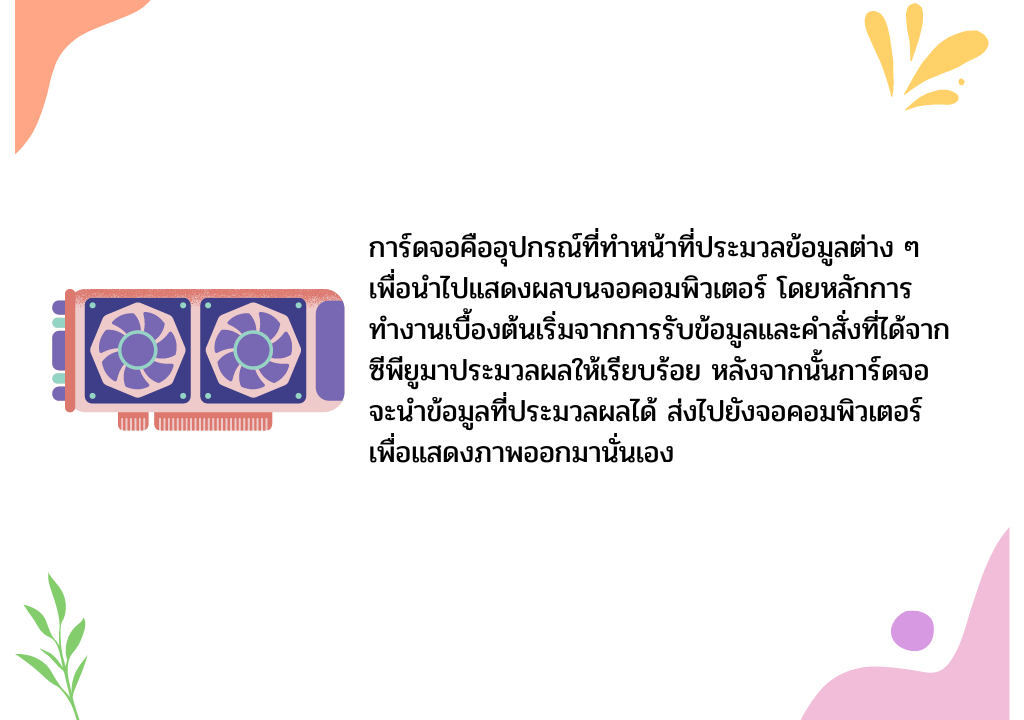 การ์ดจอคืออุปกรณ์ที่ทำหน้าที่ประมวลข้อมูลต่าง ๆ
เพื่อนำไปแสดงผลบนจอคอมพิวเตอร์ โดยหลักการ
ทำงานเบื้องต้นเริ่มจากการรับข้อมูลและคำสั่งที่ได้จาก
ซีพียูมาประมวลผลให้เรียบร้อย หลังจากนั้นการ์ดจอ
จะนำข้อมูลที่ประมวลผลได้ ส่งไปยังจอคอมพิวเตอร์
เพื่อแสดงภาพออกมานั่นเอง